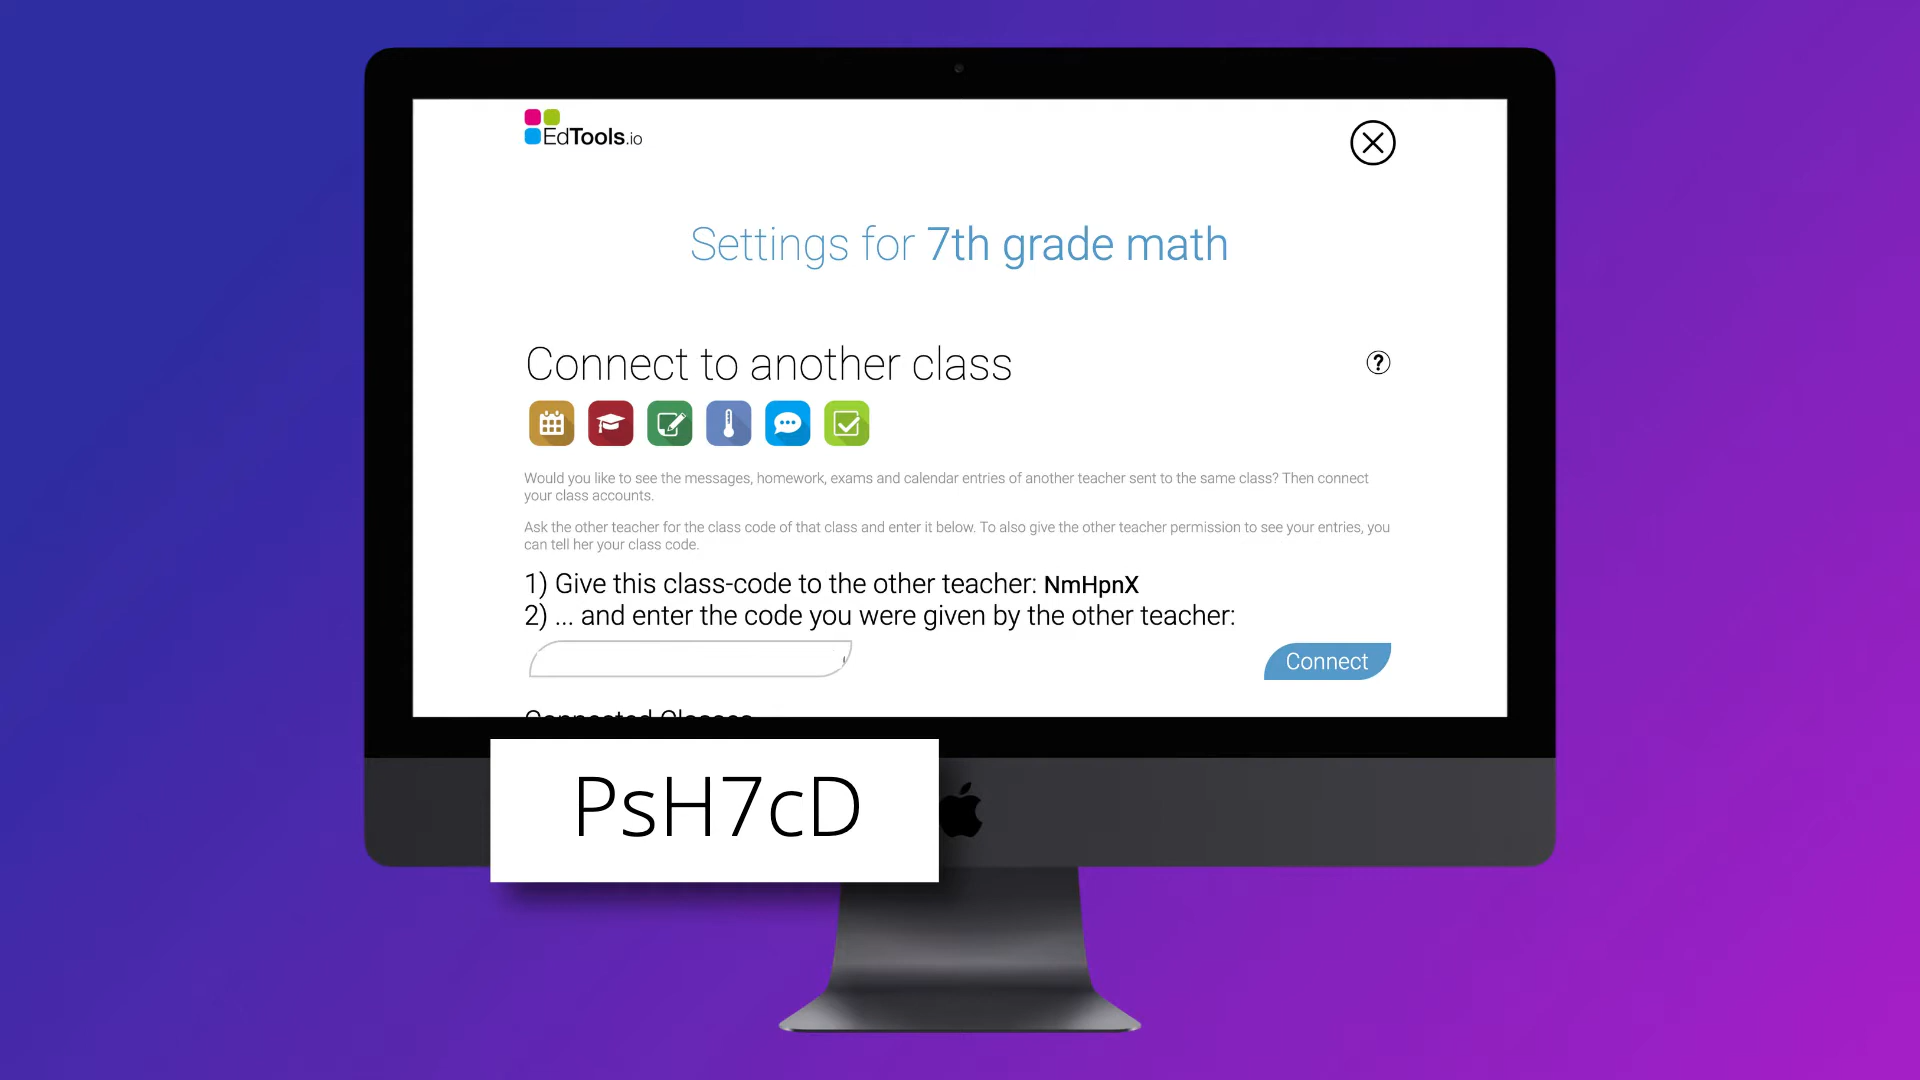 EdTools.io
Settings for 7th grade math
Connect to another class
Would you like to see the messages, homework, exams and calendar entries of another teacher sent to the same class? Then connect
your class accounts.
Ask the other teacher for the class code of that class and enter it below. To also give the other teacher permission to see your entries, you
can tell her your class code.
1) Give this class-code to the other teacher: NmHpnX
2) ... and enter the code you were given by the other teacher:
Connect
Connected Classes
PsH7cD